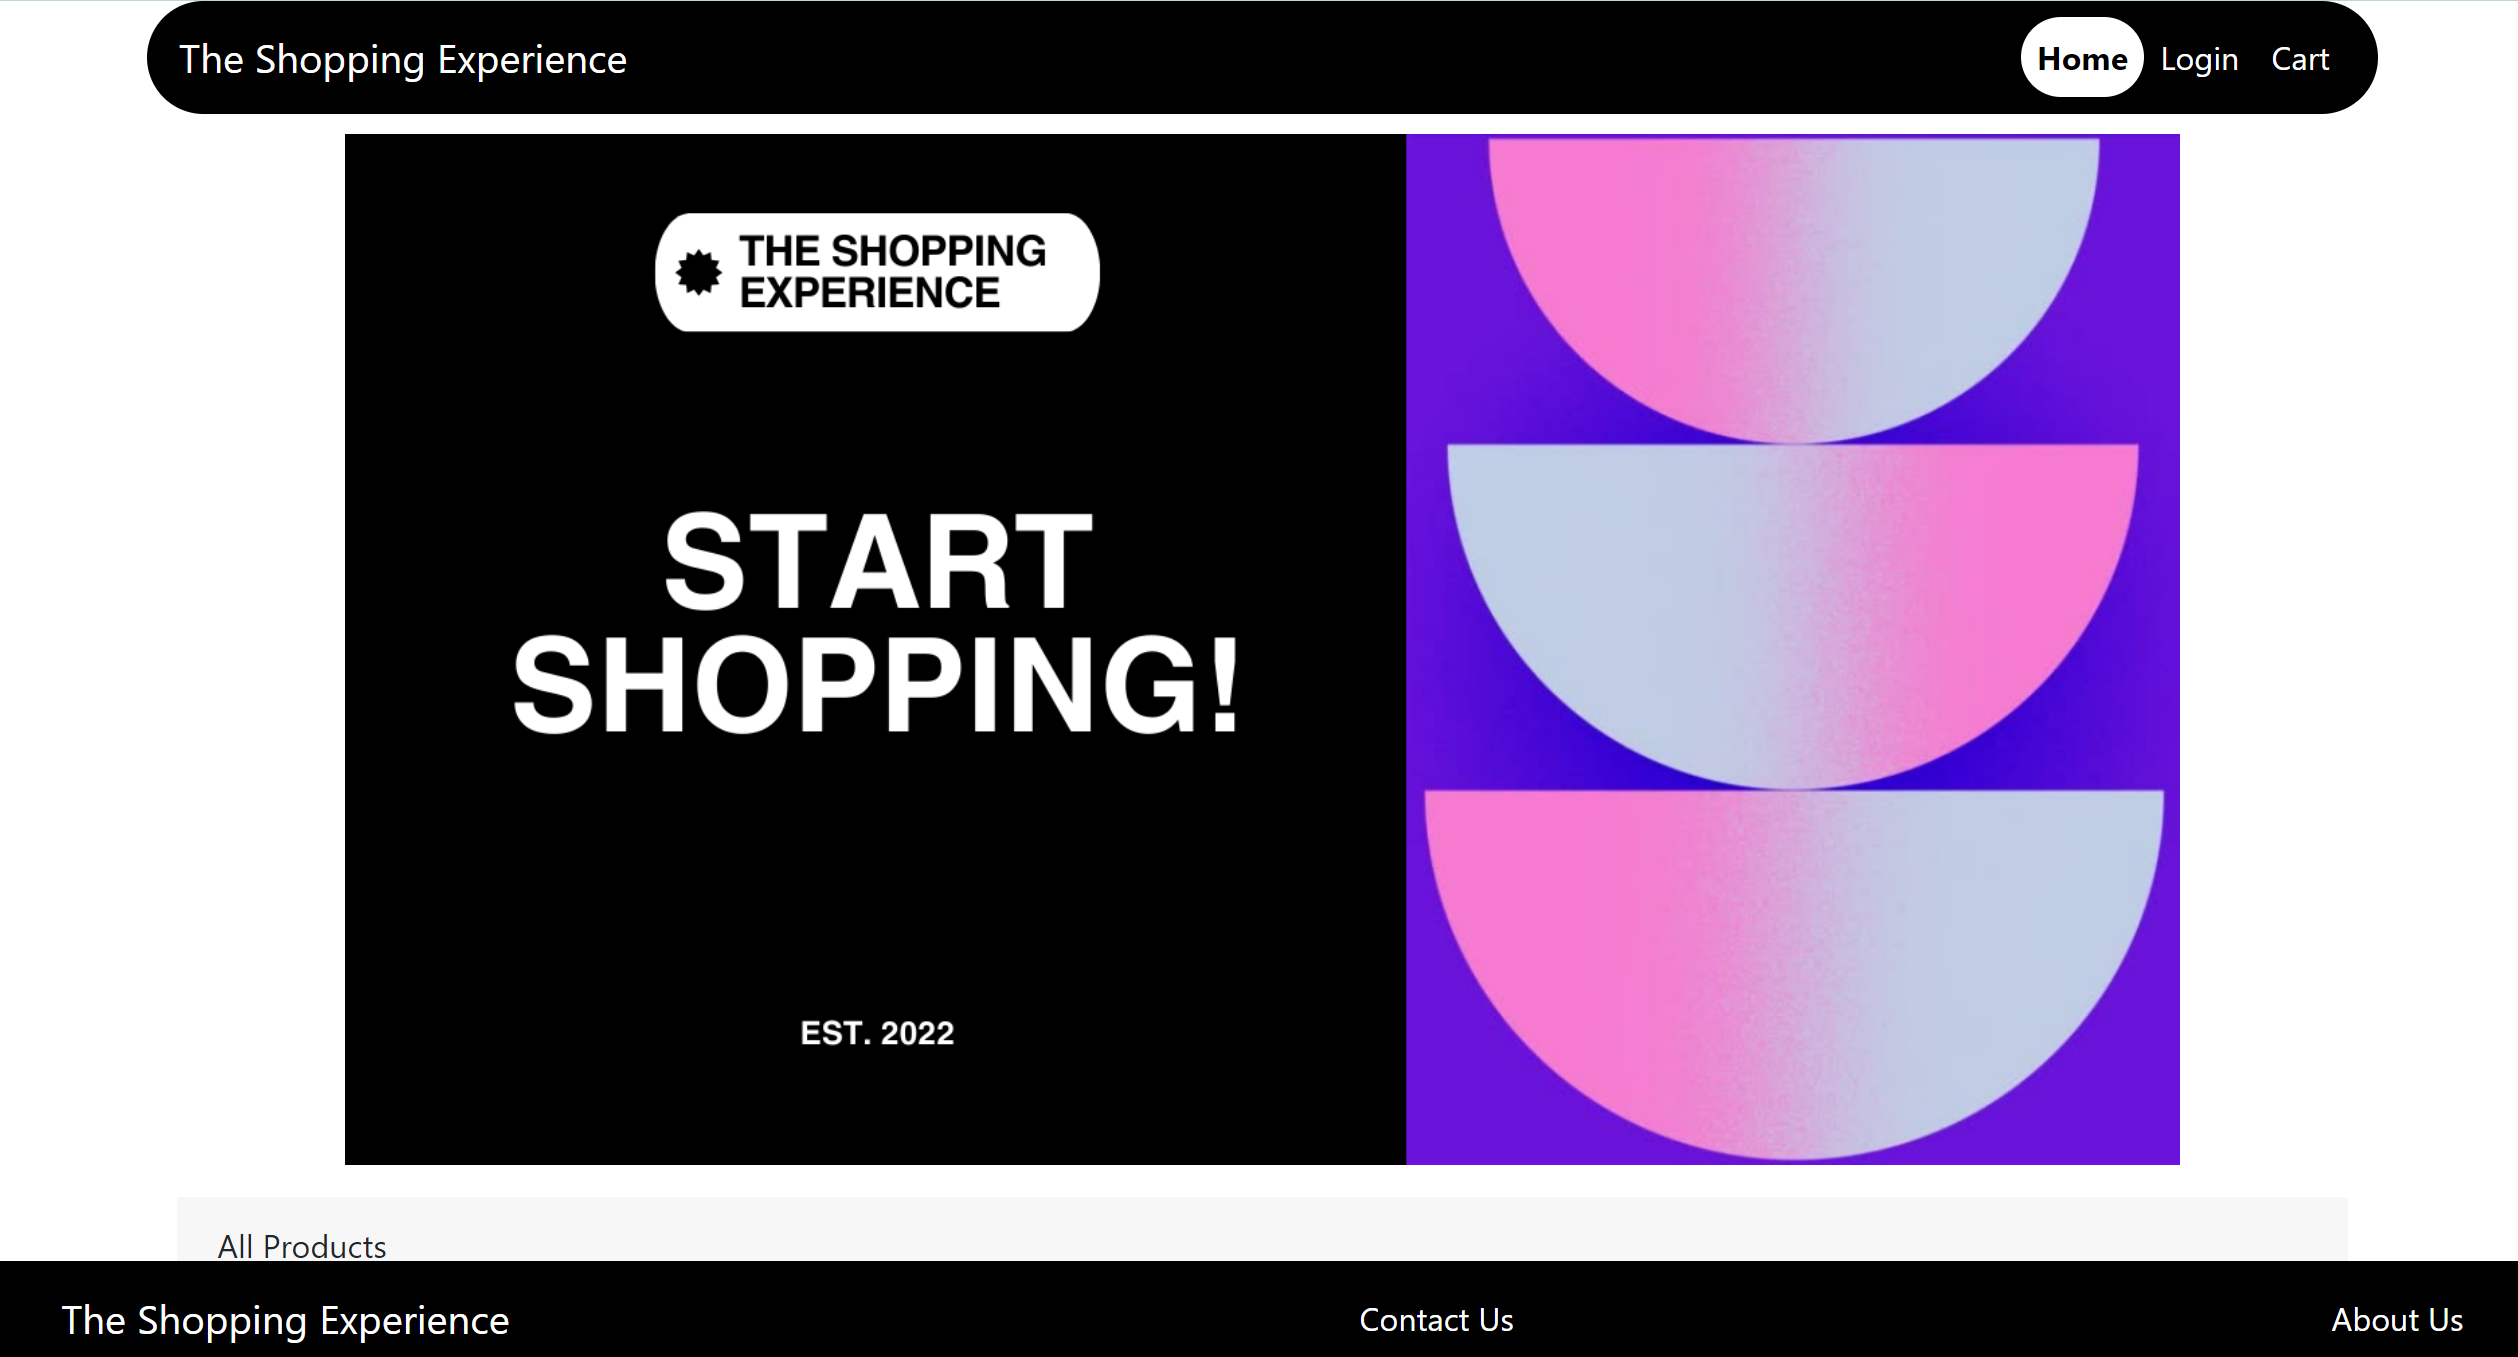 The Shopping Experience
Home Login Cart
THE SHOPPING
EXPERIENCE
START
SHOPPING!
EST. 2022
All Products
The Shopping Experience
Contact Us
About Us